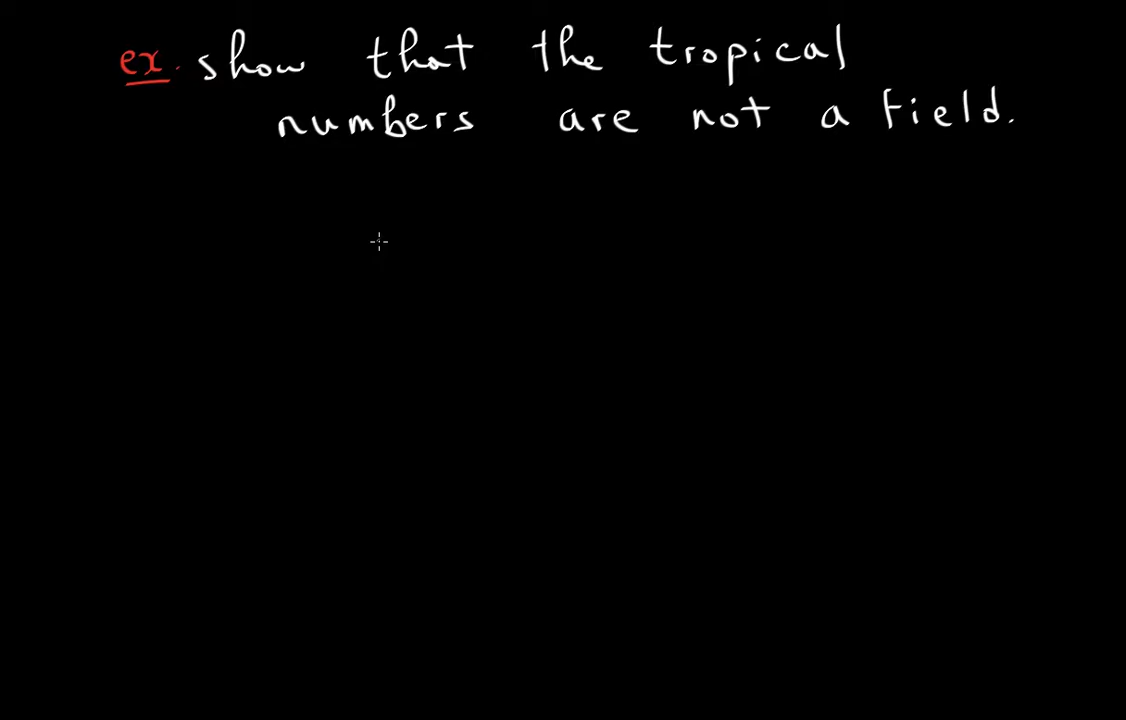 ex. show that the tropical
numbers are not a field.